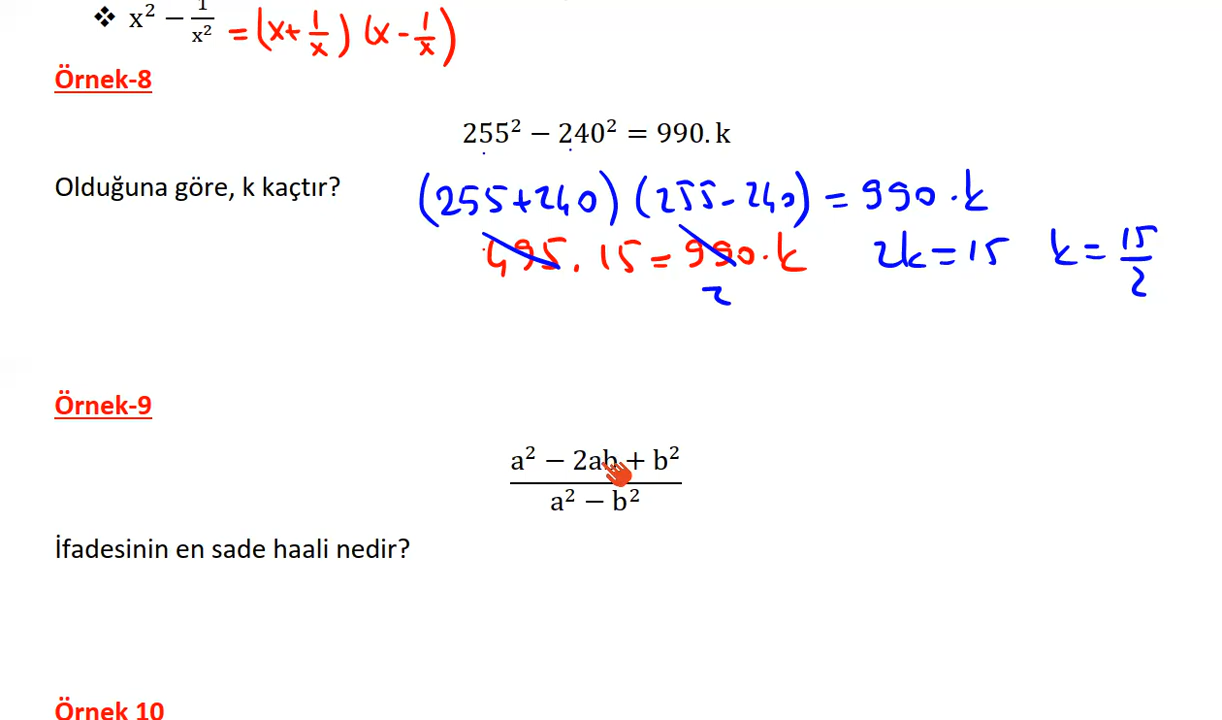 ❖ x² − 1/x² = (x + 1/x) (x − 1/x)
Örnek-8
255² − 240² = 990. k
Olduğuna göre, k kaçtır?
(255+240) (255-240) = 990 . k
495 . 15 = 990 . k
2
2k = 15
k = 15/2
Örnek-9
a² − 2ab + b²
a² − b²
İfadesinin en sade haali nedir?
Örnek 10